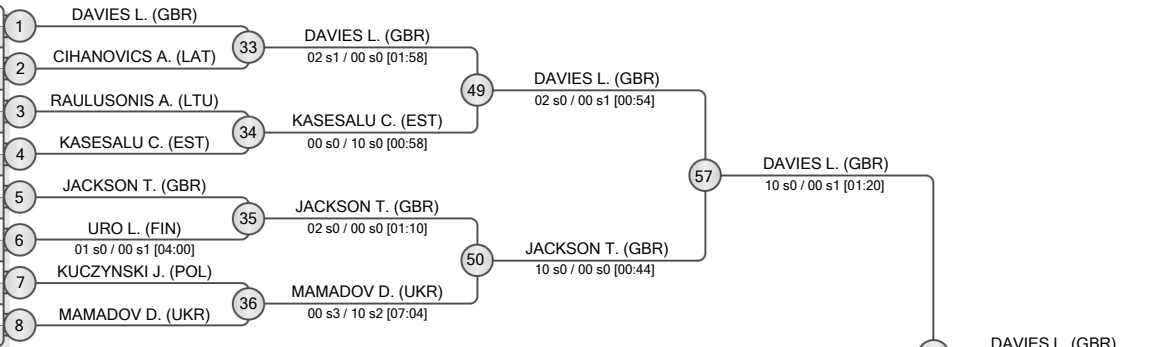 1
DAVIES L. (GBR)
2
CIHANOVICS A. (LAT)
3
RAULUSONIS A. (LTU)
4
KASESALU C. (EST)
5
JACKSON T. (GBR)
6
URO L. (FIN)
01 s0 / 00 s1 [04:00]
7
KUCZYNSKI J. (POL)
8
MAMADOV D. (UKR)
33
DAVIES L. (GBR)
02 s1 / 00 s0 [01:58]
34
KASESALU C. (EST)
00 s0 / 10 s0 [00:58]
35
JACKSON T. (GBR)
02 s0 / 00 s0 [01:10]
36
MAMADOV D. (UKR)
00 s3 / 10 s2 [07:04]
49
DAVIES L. (GBR)
02 s0 / 00 s1 [00:54]
50
JACKSON T. (GBR)
10 s0 / 00 s0 [00:44]
57
DAVIES L. (GBR)
10 s0 / 00 s1 [01:20]
DAVIES L. (GBR)